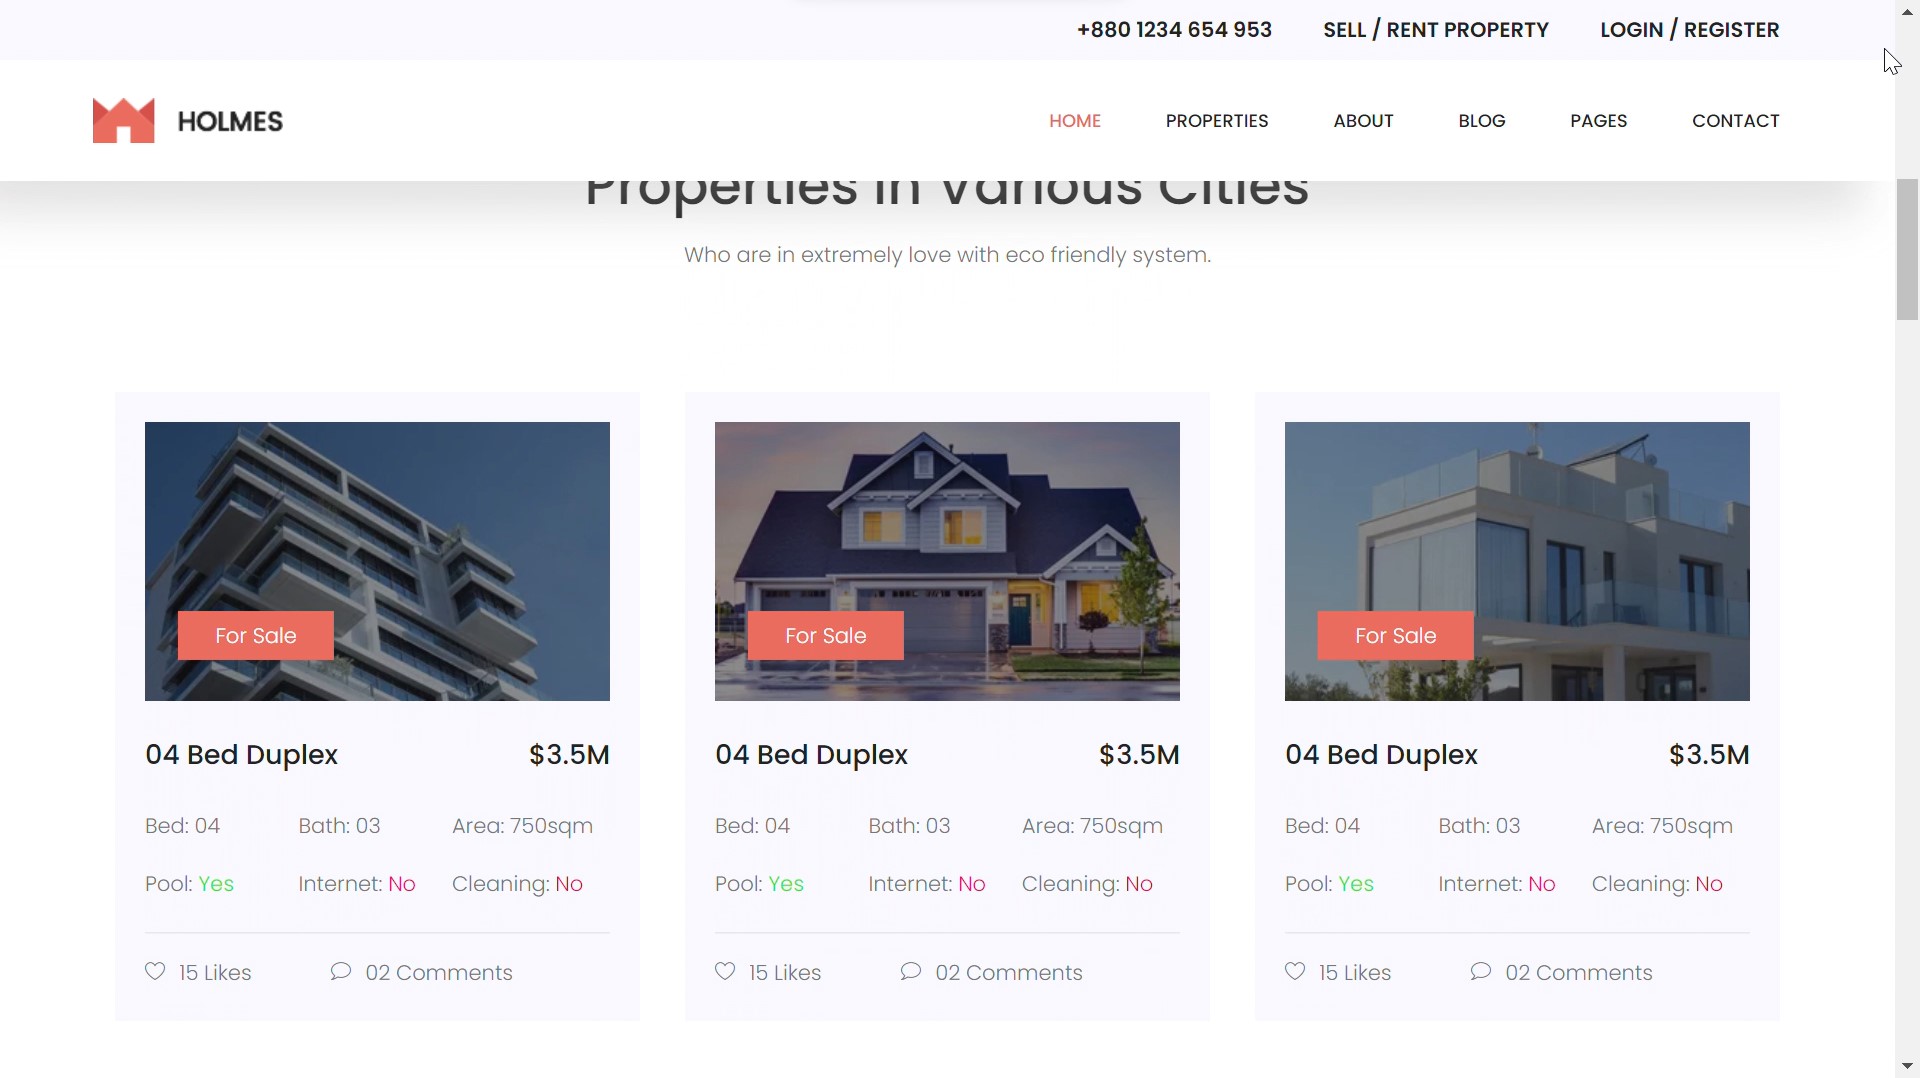 +880 1234 654 953 SELL / RENT PROPERTY LOGIN / REGISTER
HOLMES HOME PROPERTIES ABOUT BLOG PAGES CONTACT
Properties in Various Cities
Who are in extremely love with eco friendly system.
For Sale For Sale For Sale
04 Bed Duplex $3.5M 04 Bed Duplex $3.5M 04 Bed Duplex $3.5M
Bed: 04 Bath: 03 Area: 750sqm Bed: 04 Bath: 03 Area: 750sqm Bed: 04 Bath: 03 Area: 750sqm
Pool: Yes Internet: No Cleaning: No Pool: Yes Internet: No Cleaning: No Pool: Yes Internet: No Cleaning: No
15 Likes 02 Comments 15 Likes 02 Comments 15 Likes 02 Comments